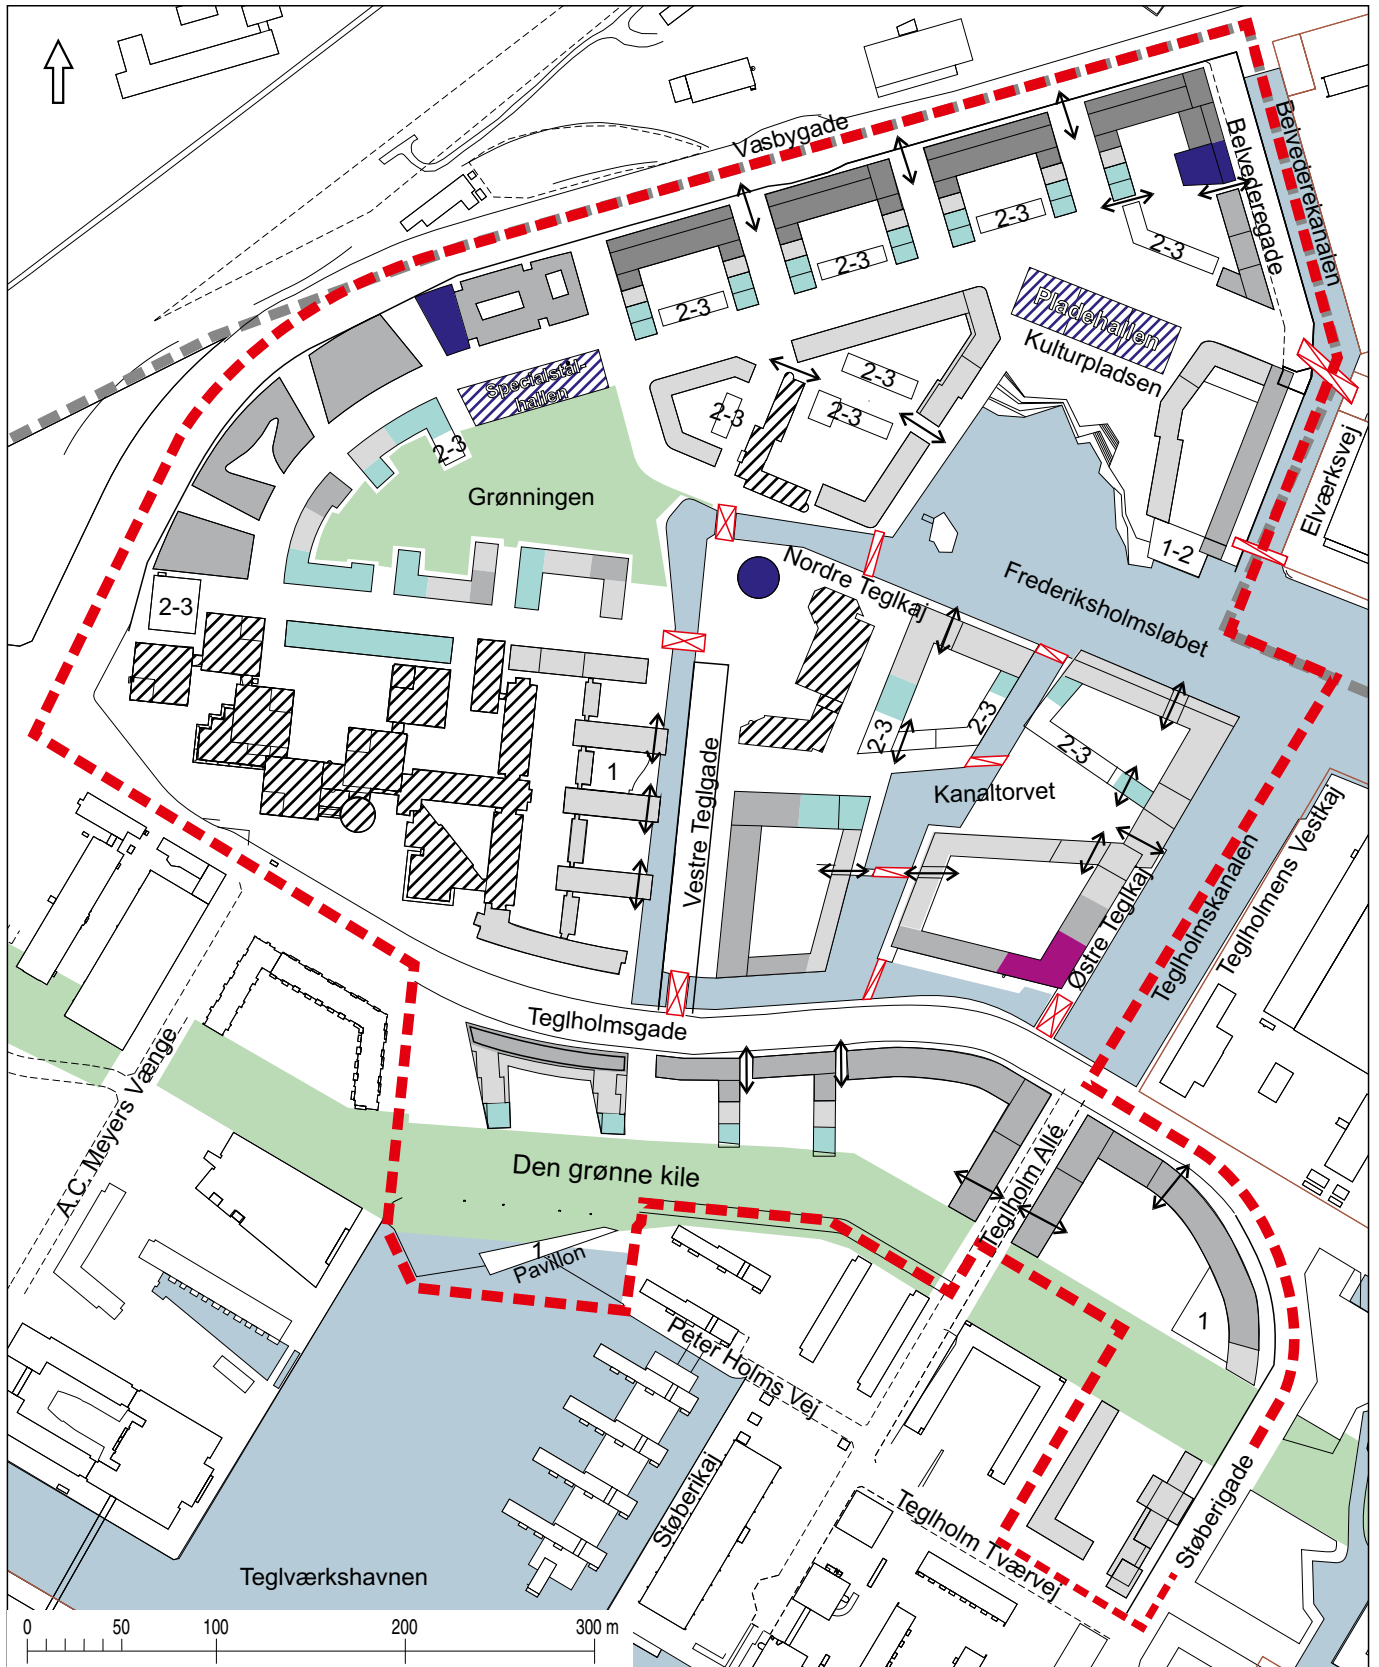 Vasbygade
Belvederekanalen
Belvederegade
2-3
2-3
2-3
2-3
Pladehallen
Kulturpladsen
Specialstål-
hallen
2-3
2-3
2-3
2-3
Grønningen
Elværksvej
1-2
Nordre Teglkaj
Frederiksholmsløbet
2-3
2-3
2-3
2-3
1
Kanaltorvet
Vestre Teglgade
Østre Teglkaj
Teglholmskanalen
Teglholmens Vestkaj
Teglholmsgade
A.C. Meyers Vænge
Den grønne kile
Teglholm Allé
1
Pavillon
1
Peter Holms Vej
Støberikaj
Teglholm Tværvej
Støberigade
Teglværkshavnen
0 50 100 200 300 m